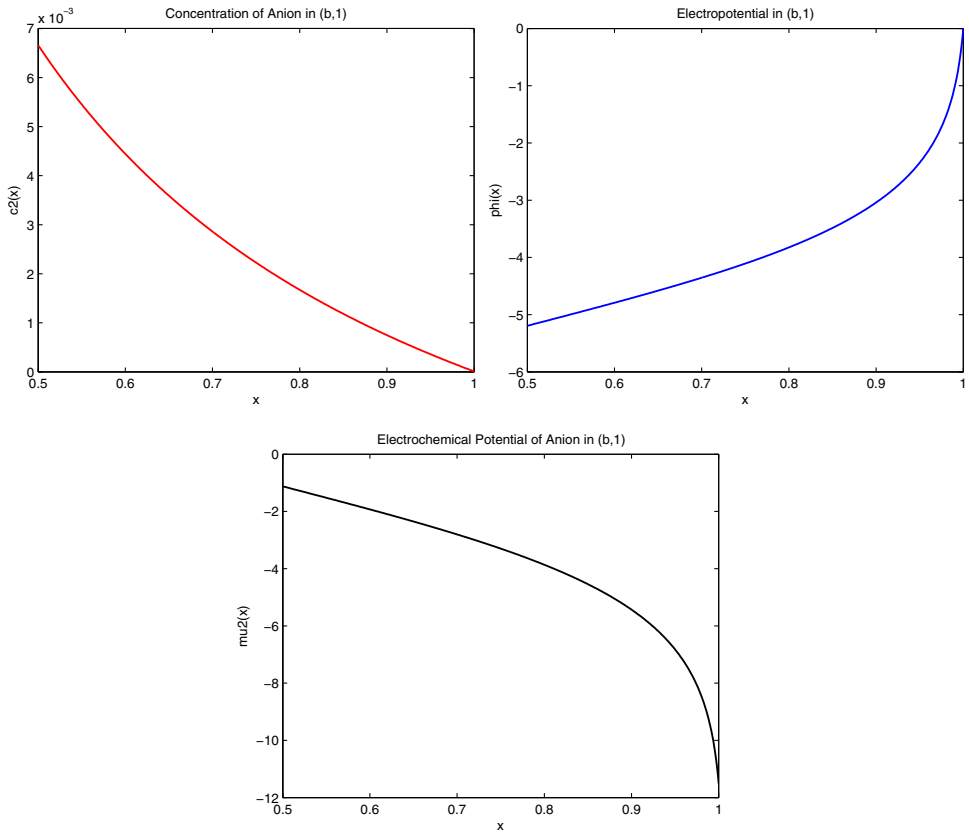 Concentration of Anion in (b,1)
x 10⁻³
7
6
5
4
3
2
1
0
0.5 0.6 0.7 0.8 0.9 1
c2(x)
x
Electropotential in (b,1)
0
−1
−2
−3
−4
−5
−6
0.5 0.6 0.7 0.8 0.9 1
phi(x)
x
Electrochemical Potential of Anion in (b,1)
0
−2
−4
−6
−8
−10
−12
0.5 0.6 0.7 0.8 0.9 1
mu2(x)
x